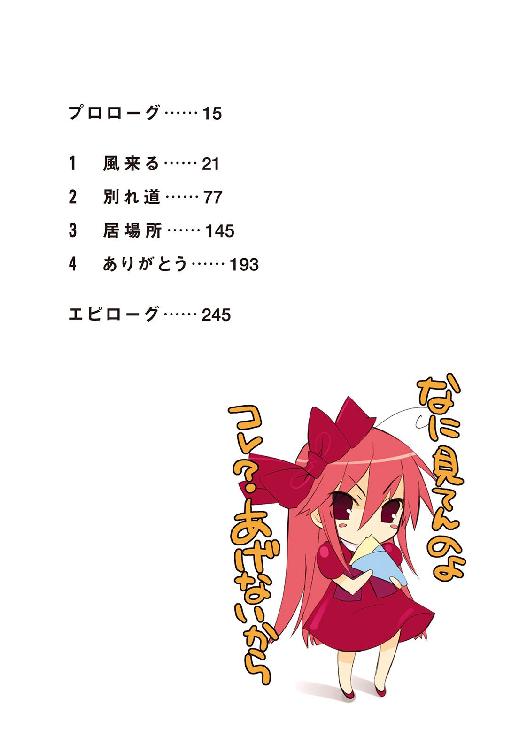 プロローグ……15
1 風来る……21
2 別れ道……77
3 居場所……145
4 ありがとう……193
エピローグ……245
なに見てんのよ
コレ?あげないから